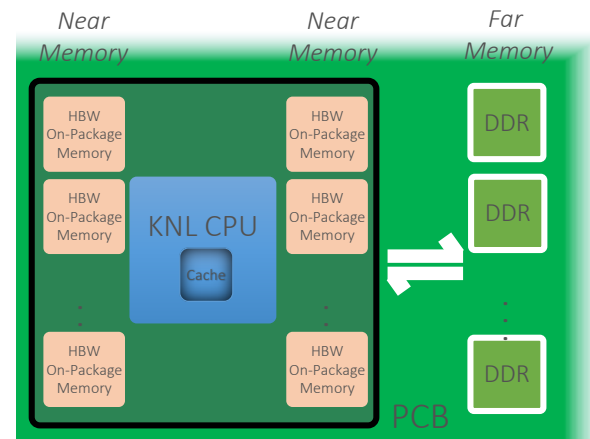 Near
Memory
Near
Memory
Far
Memory
HBW
On-Package
Memory
HBW
On-Package
Memory
DDR
HBW
On-Package
Memory
KNL CPU
Cache
HBW
On-Package
Memory
DDR
HBW
On-Package
Memory
HBW
On-Package
Memory
DDR
PCB